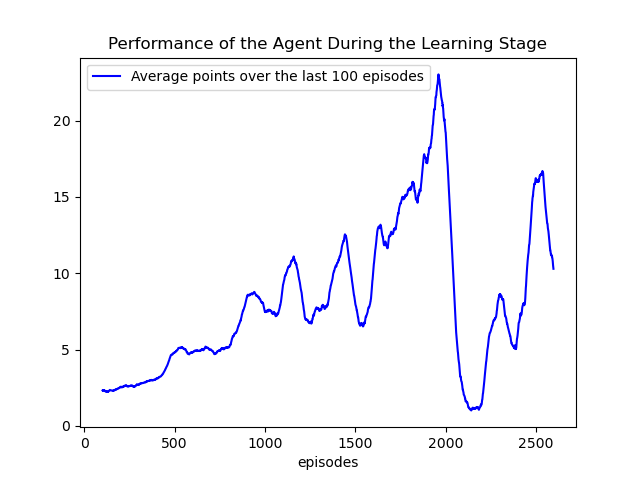 Performance of the Agent During the Learning Stage
Average points over the last 100 episodes
20
15
10
5
0
0 500 1000 1500 2000 2500
episodes